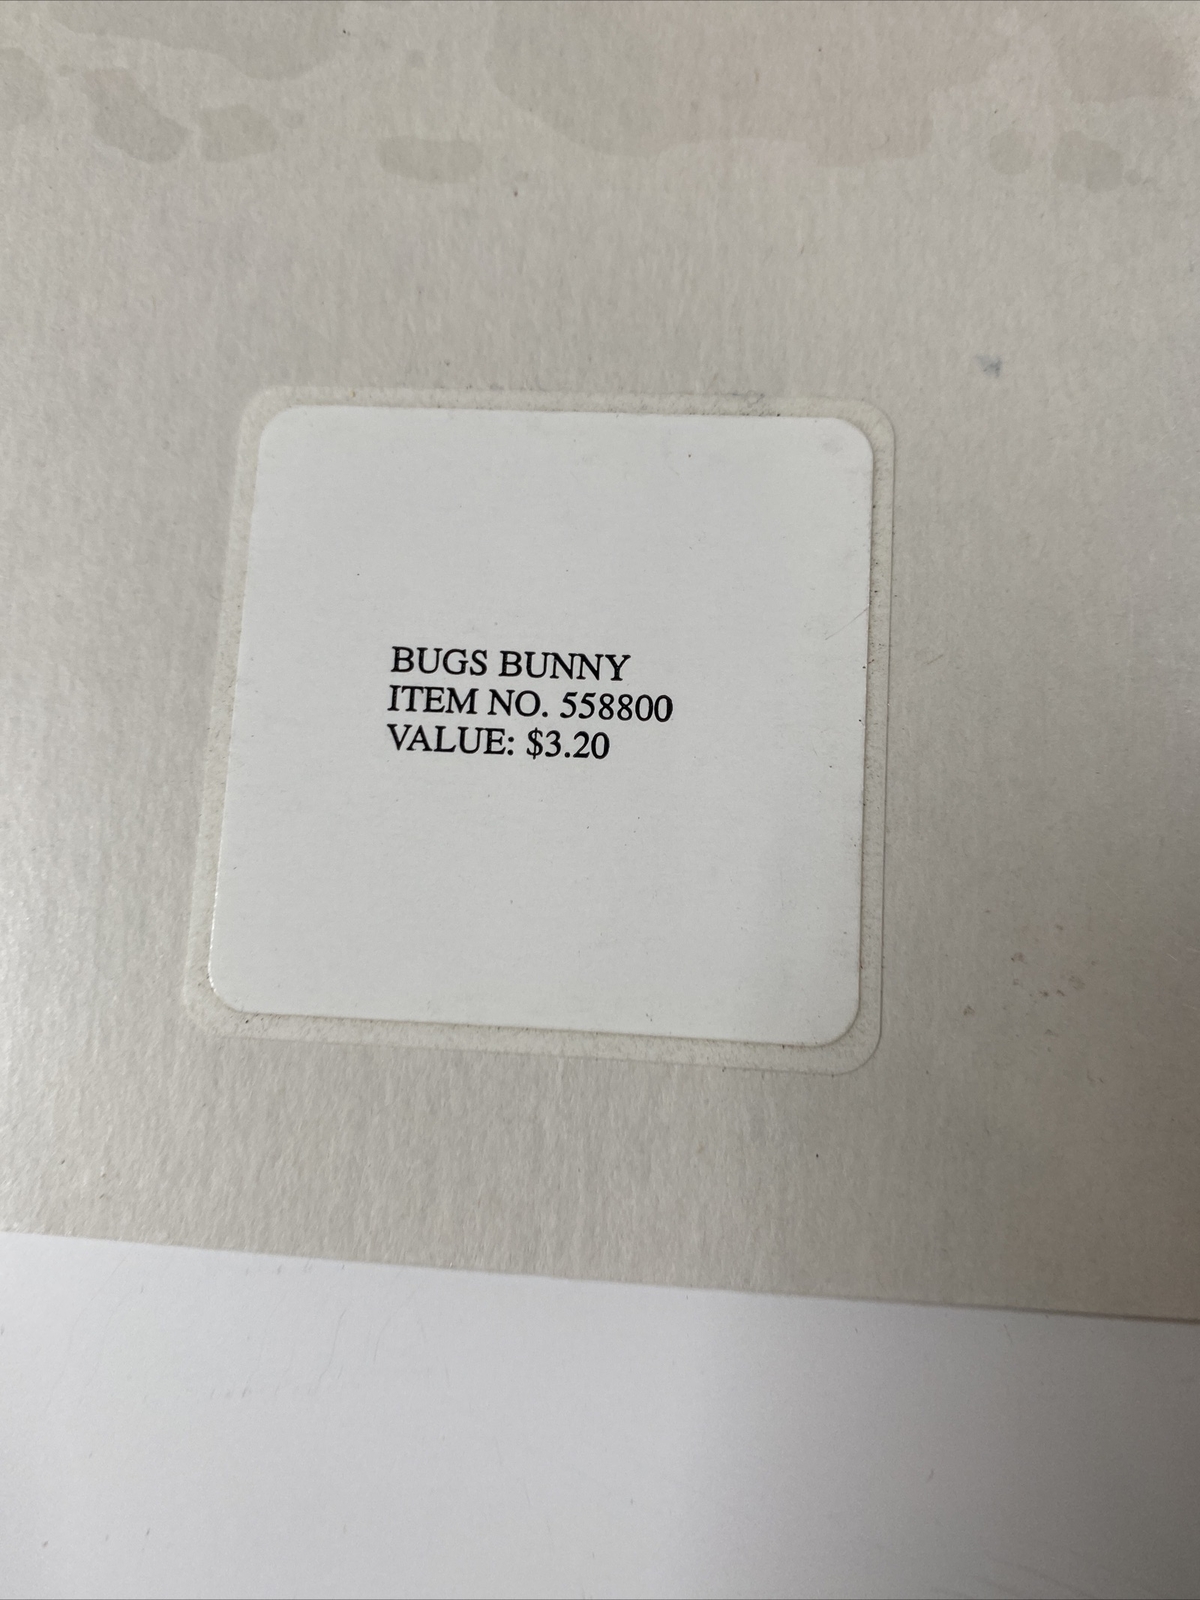 BUGS BUNNY
ITEM NO. 558800
VALUE: $3.20